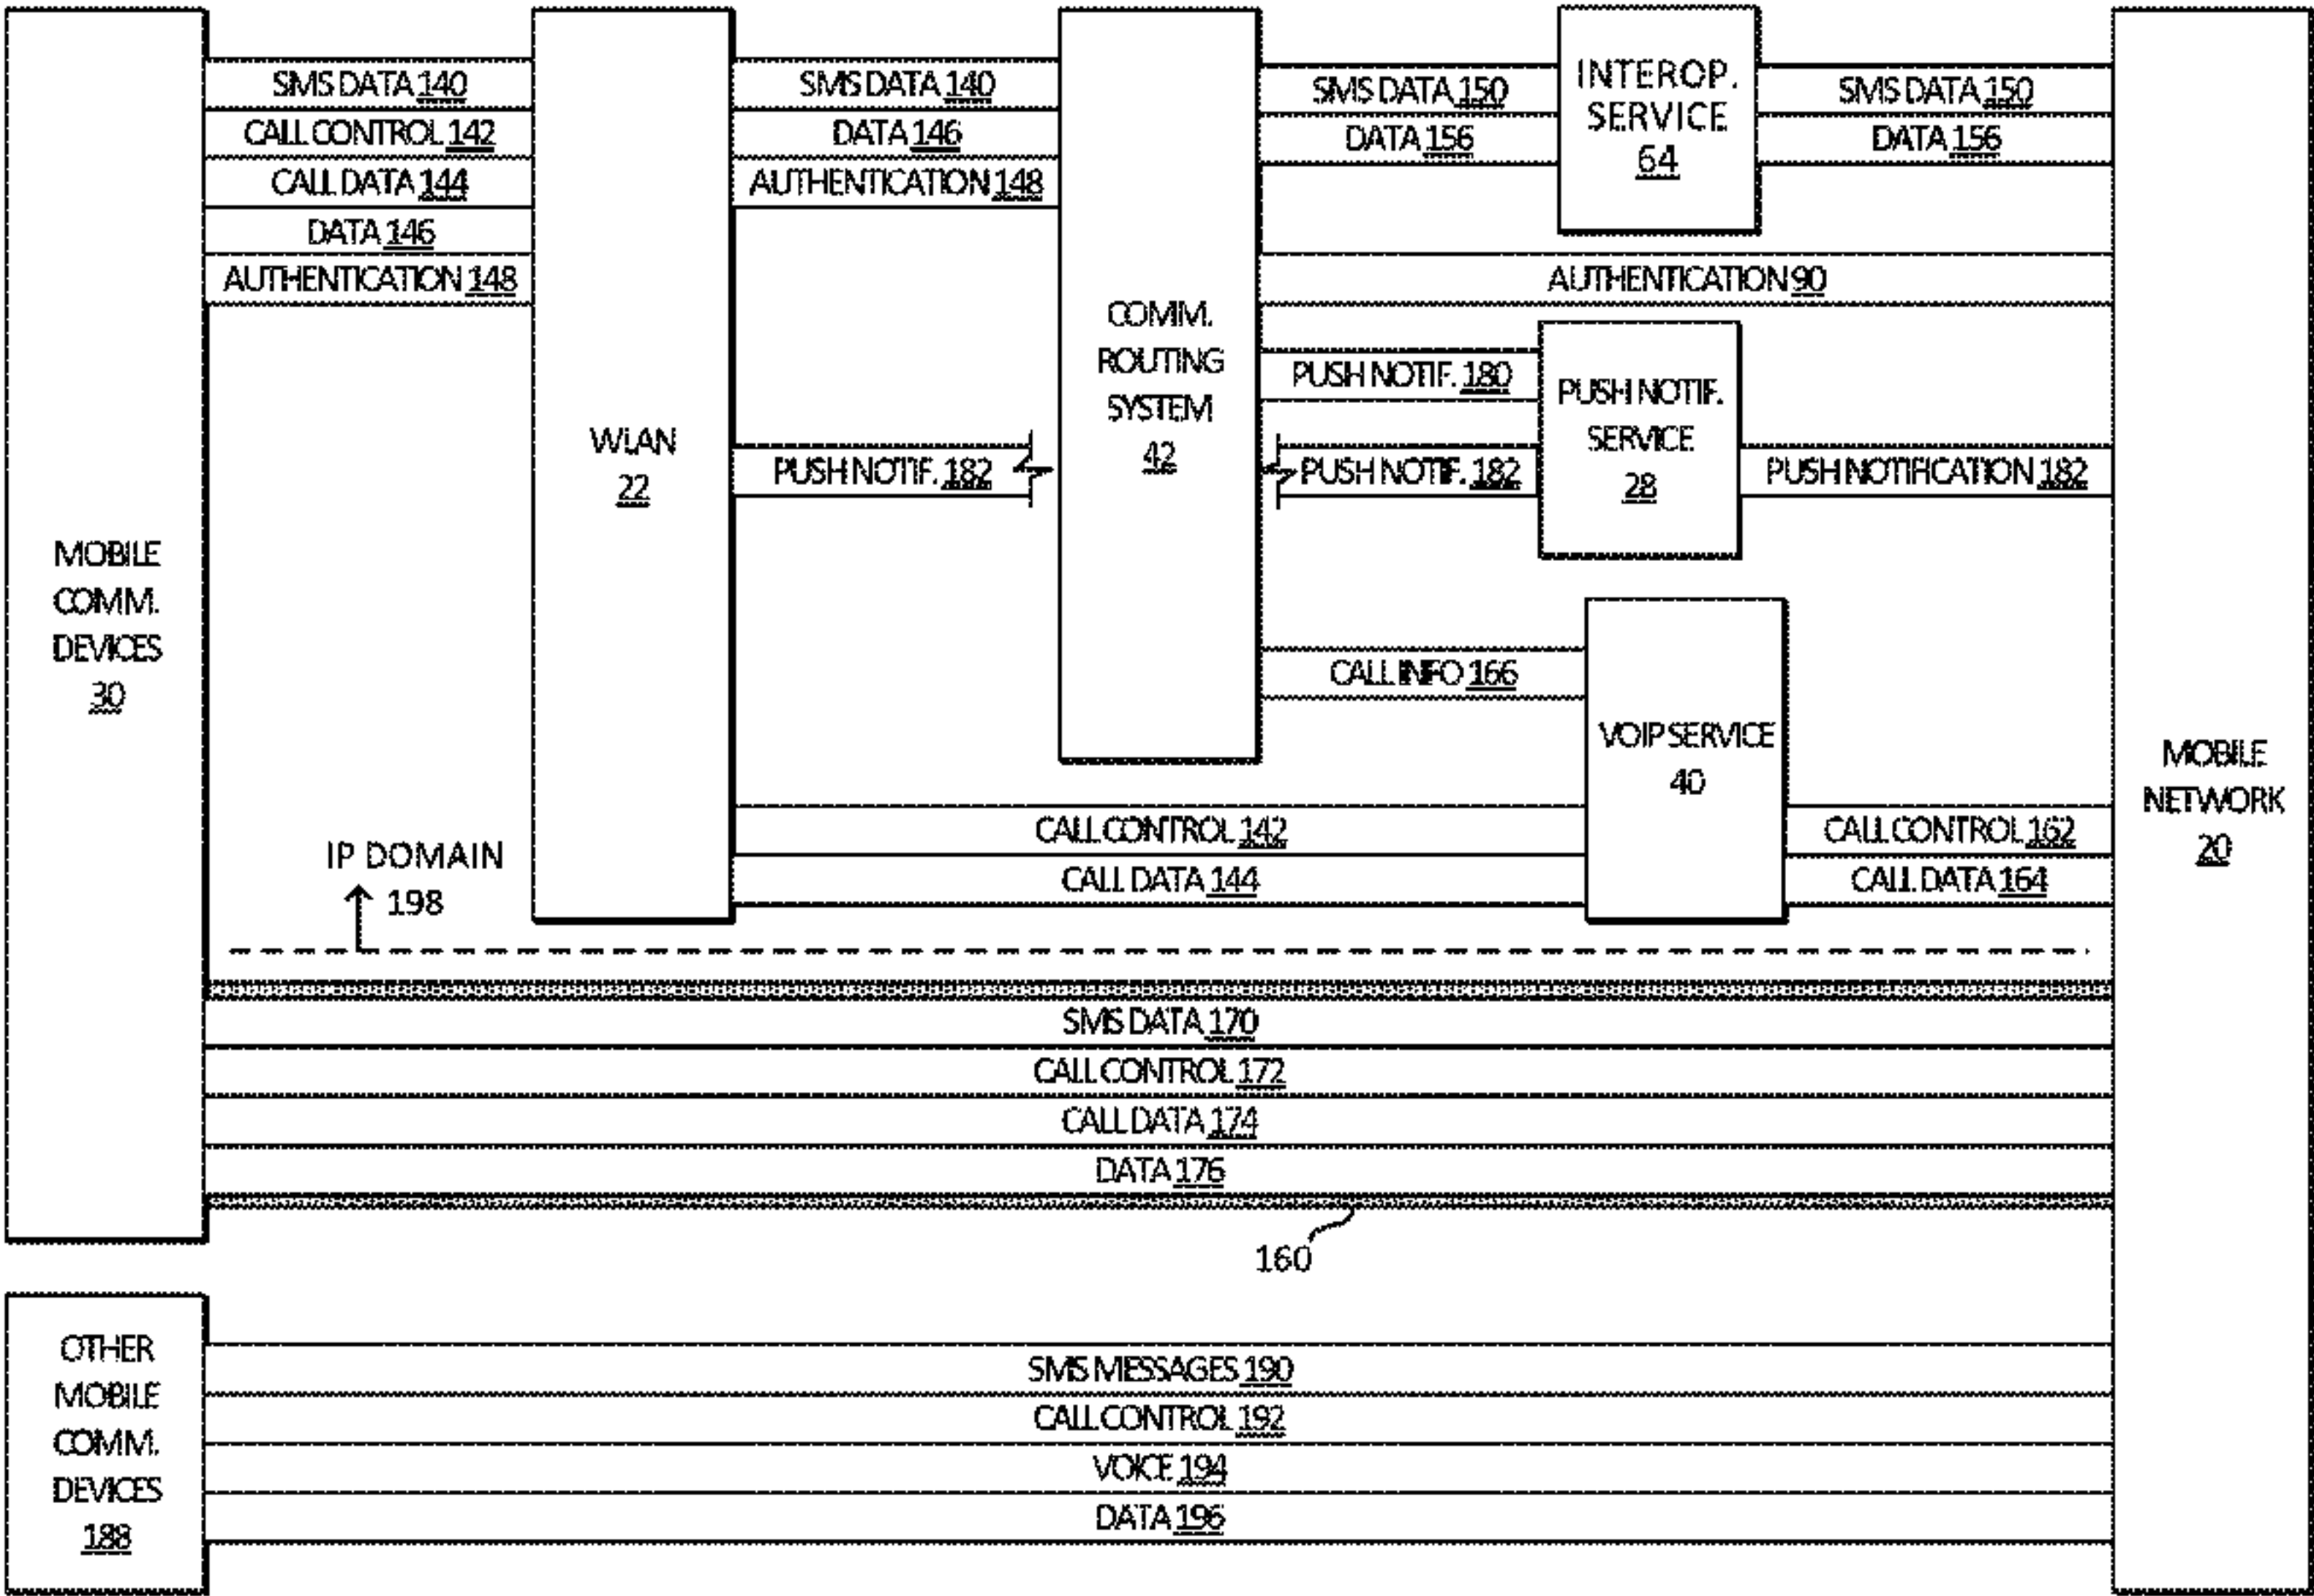 SMS DATA 140
CALL CONTROL 142
CALL DATA 144
DATA 146
AUTHENTICATION 148
SMS DATA 140
DATA 146
AUTHENTICATION 148
SMS DATA 150
DATA 156
INTEROP.
SERVICE
64
SMS DATA 150
DATA 156
AUTHENTICATION 90
COMM.
ROUTING
SYSTEM
42
PUSH NOTIF. 180
PUSH NOTIF.
SERVICE
28
WLAN
22
PUSH NOTIF. 182
PUSH NOTIF. 182
PUSH NOTIFICATION 182
MOBILE
COMM.
DEVICES
30
CALL INFO 166
VOIP SERVICE
40
MOBILE
NETWORK
20
CALL CONTROL 142
CALL CONTROL 162
CALL DATA 144
CALL DATA 164
IP DOMAIN
198
SMS DATA 170
CALL CONTROL 172
CALL DATA 174
DATA 176
160
OTHER
MOBILE
COMM.
DEVICES
188
SMS MESSAGES 190
CALL CONTROL 192
VOICE 194
DATA 196